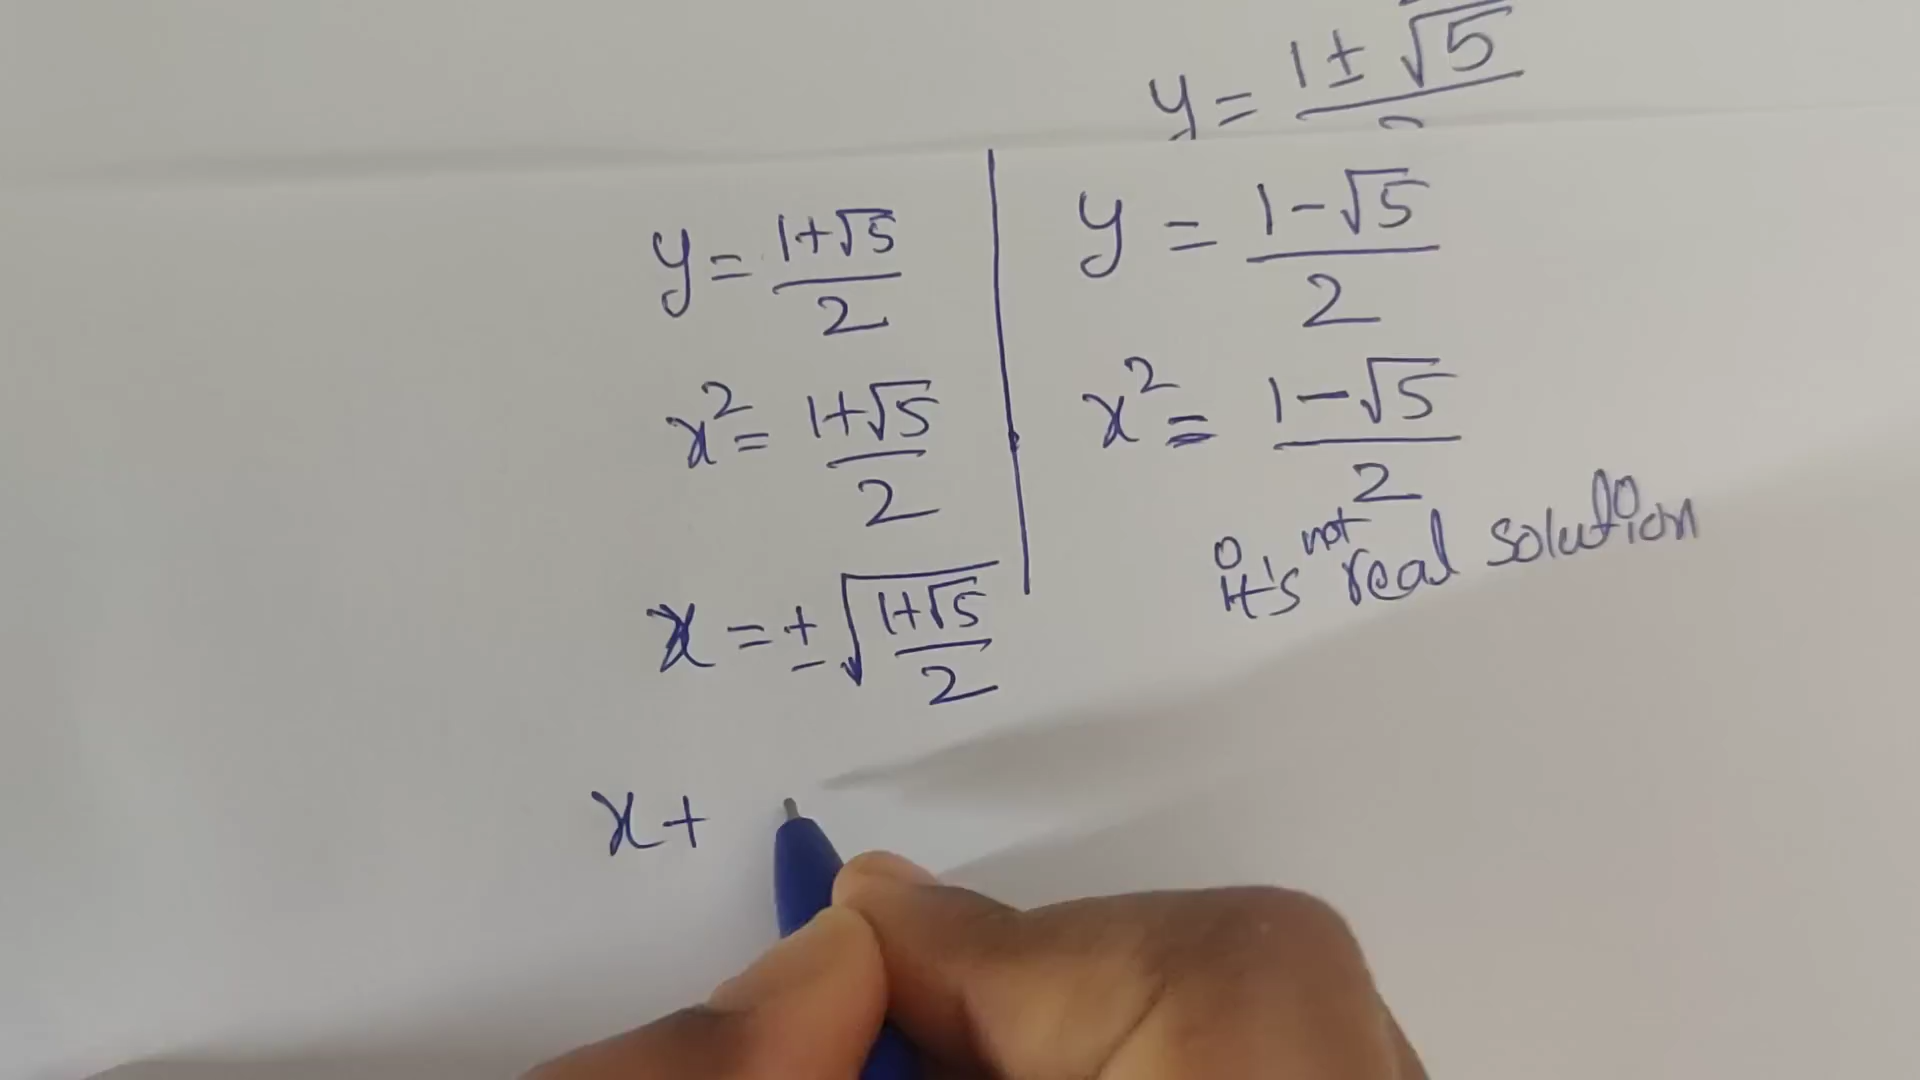 y = 1 ± √5 / 2
y = 1+√5 / 2
x² = 1+√5 / 2
x = ± √(1+√5 / 2)
y = 1-√5 / 2
x² = 1-√5 / 2
it's not real solution
x +